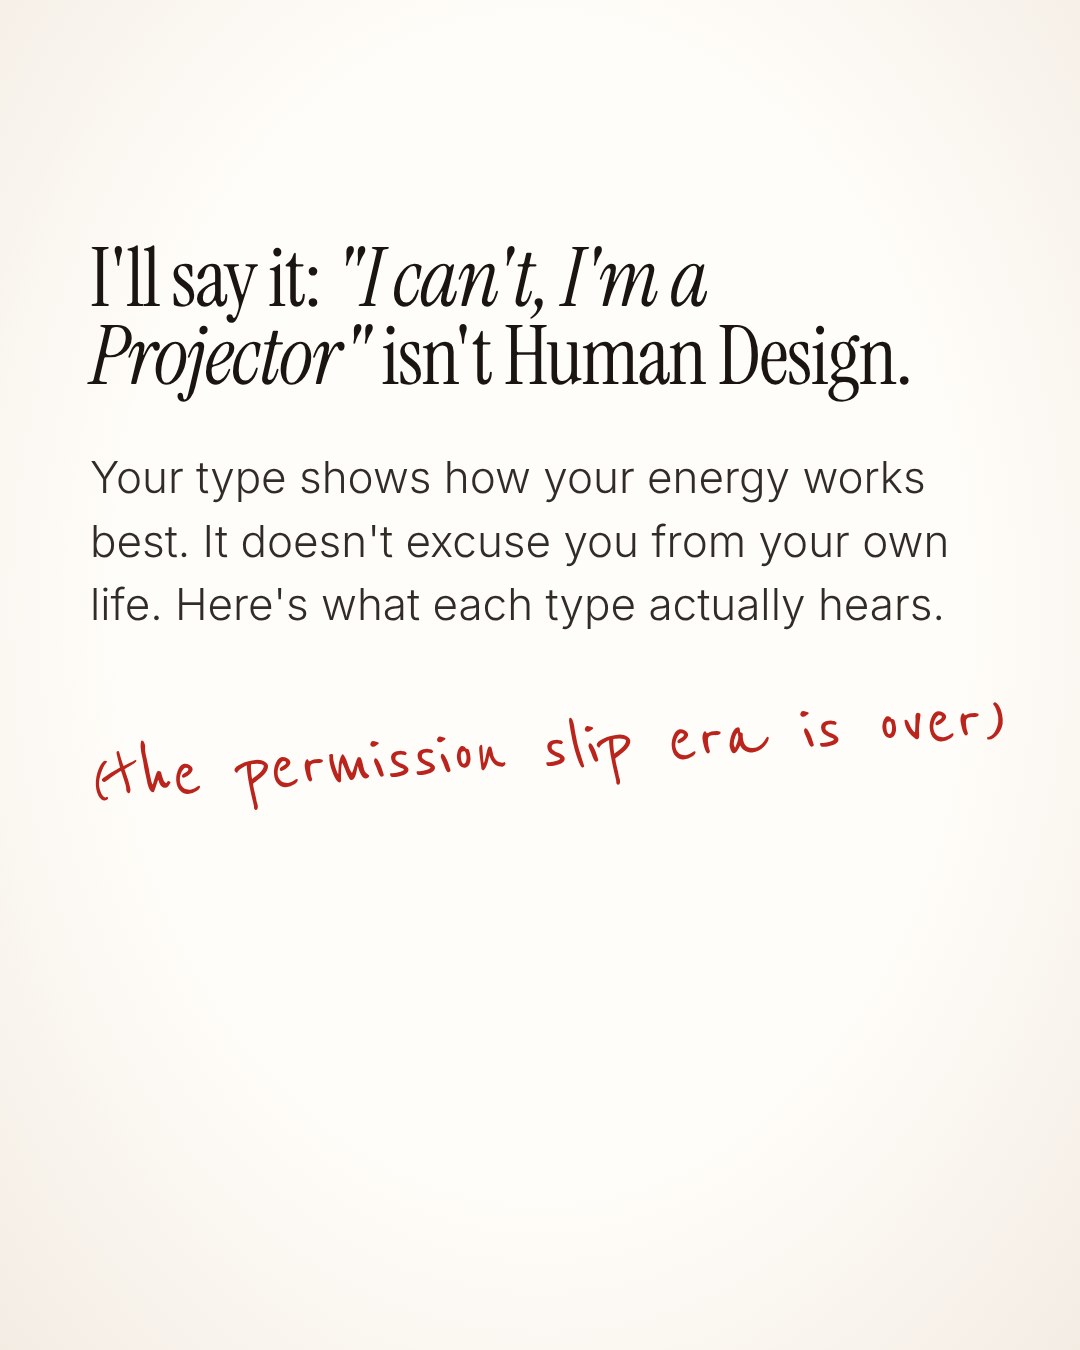 I'll say it: "I can't, I'm a
Projector" isn't Human Design.
Your type shows how your energy works
best. It doesn't excuse you from your own
life. Here's what each type actually hears.
(the permission slip era is over)